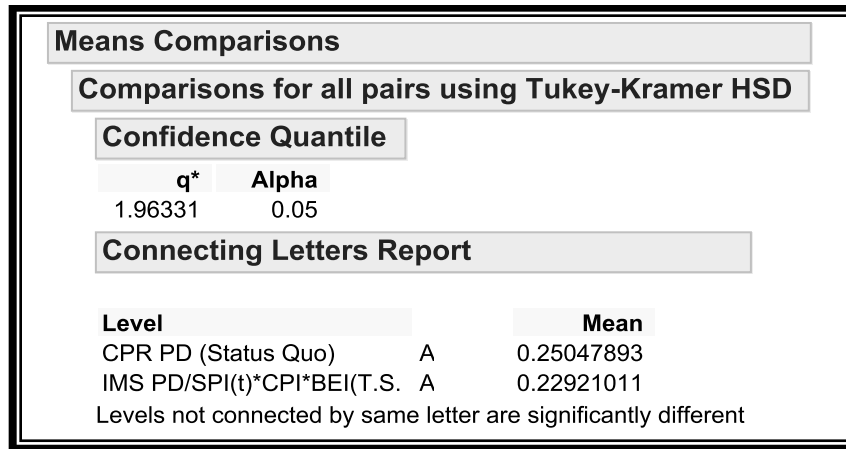 Means Comparisons
Comparisons for all pairs using Tukey-Kramer HSD
Confidence Quantile
q* Alpha
1.96331 0.05
Connecting Letters Report
Level Mean
CPR PD (Status Quo) A 0.25047893
IMS PD/SPI(t)*CPI*BEI(T.S. A 0.22921011
Levels not connected by same letter are significantly different